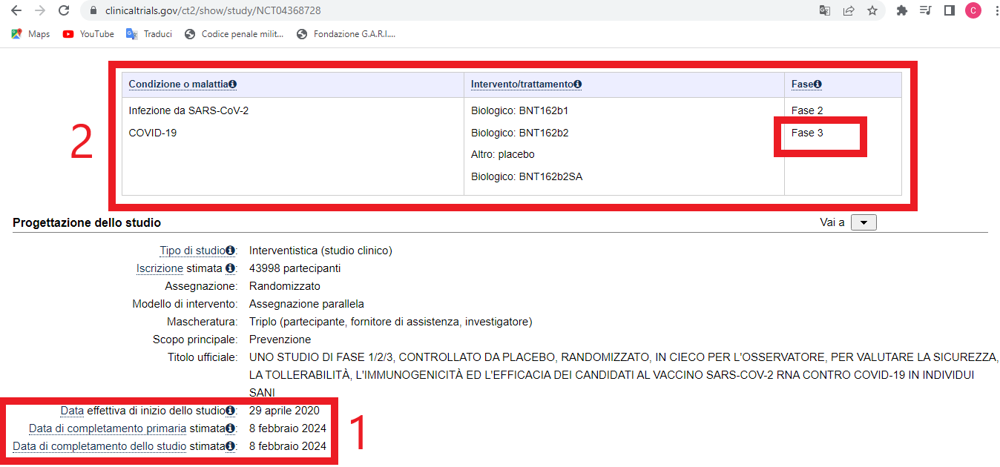 clinicaltrials.gov/ct2/show/study/NCT04368728
C
Maps YouTube Traduci Codice penale milit... Fondazione G.A.R.I....
Condizione o malattia Intervento/trattamento Fase
Infezione da SARS-CoV-2 Biologico: BNT162b1 Fase 2
COVID-19 Biologico: BNT162b2 Fase 3
Altro: placebo
Biologico: BNT162b2SA
2
Progettazione dello studio Vai a
Tipo di studio: Interventistica (studio clinico)
Iscrizione stimata : 43998 partecipanti
Assegnazione: Randomizzato
Modello di intervento: Assegnazione parallela
Mascheratura: Triplo (partecipante, fornitore di assistenza, investigatore)
Scopo principale: Prevenzione
Titolo ufficiale: UNO STUDIO DI FASE 1/2/3, CONTROLLATO DA PLACEBO, RANDOMIZZATO, IN CIECO PER L'OSSERVATORE, PER VALUTARE LA SICUREZZA,
LA TOLLERABILITÀ, L'IMMUNOGENICITÀ ED L'EFFICACIA DEI CANDIDATI AL VACCINO SARS-COV-2 RNA CONTRO COVID-19 IN INDIVIDUI
SANI
Data effettiva di inizio dello studio: 29 aprile 2020
Data di completamento primaria stimata: 8 febbraio 2024
Data di completamento dello studio stimata: 8 febbraio 2024
1